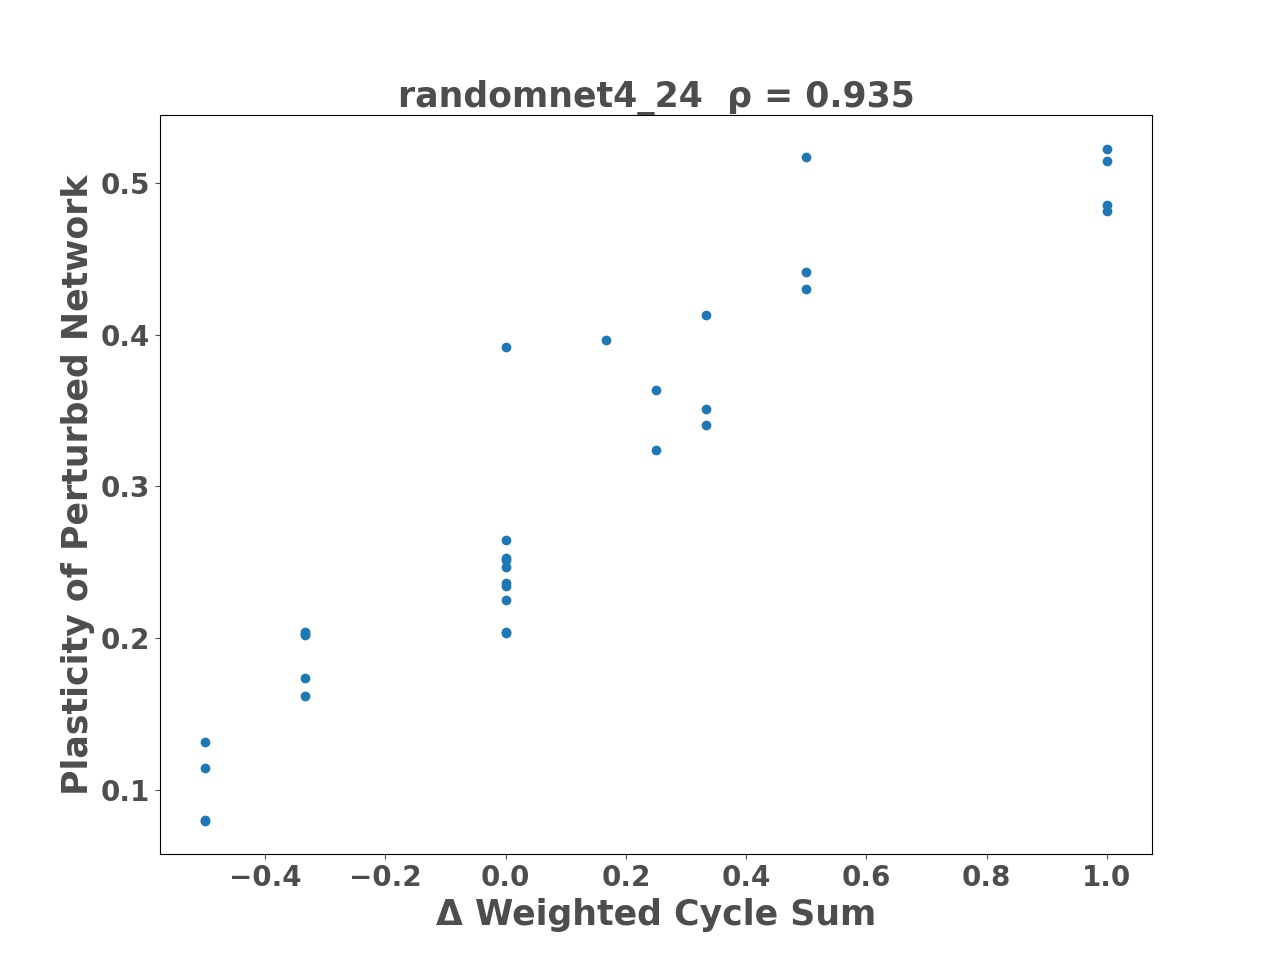 randomnet4_24 ρ = 0.935
Plasticity of Perturbed Network
0.5
0.4
0.3
0.2
0.1
−0.4 −0.2 0.0 0.2 0.4 0.6 0.8 1.0
Δ Weighted Cycle Sum